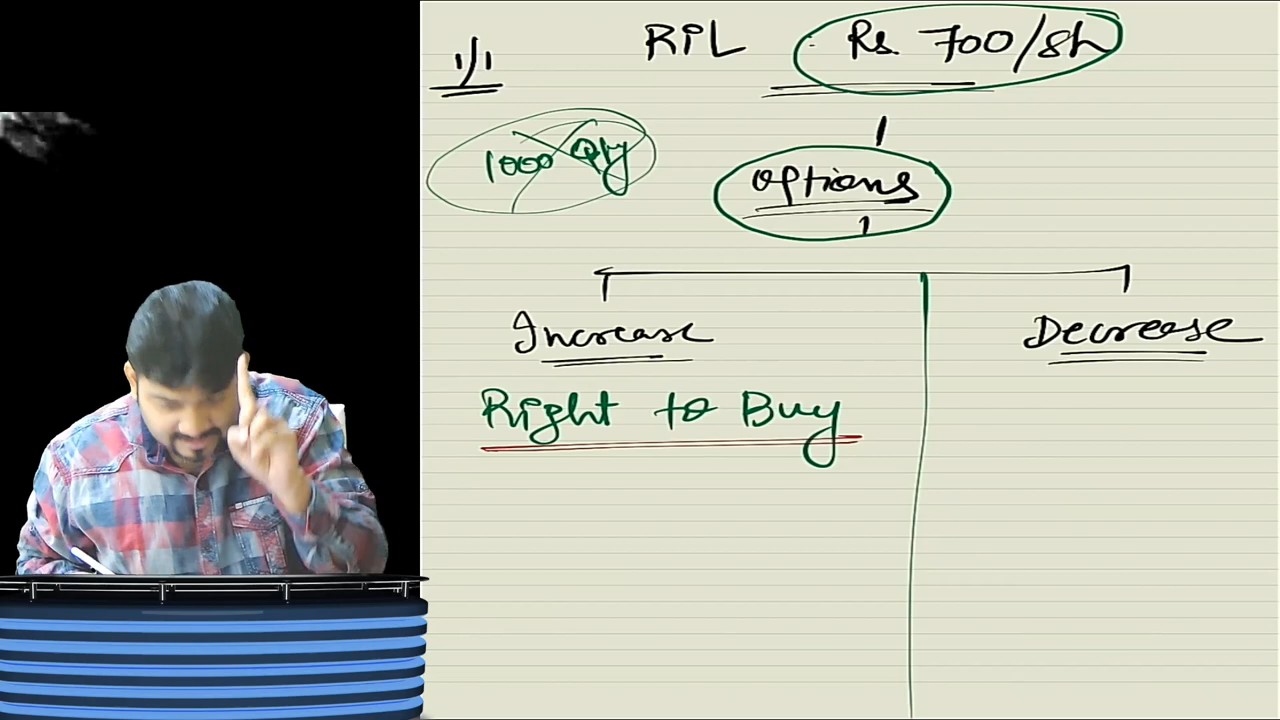 RIL Rs. 700/sh
1/1
1000 Qty
options
Increase Decrease
Right to Buy